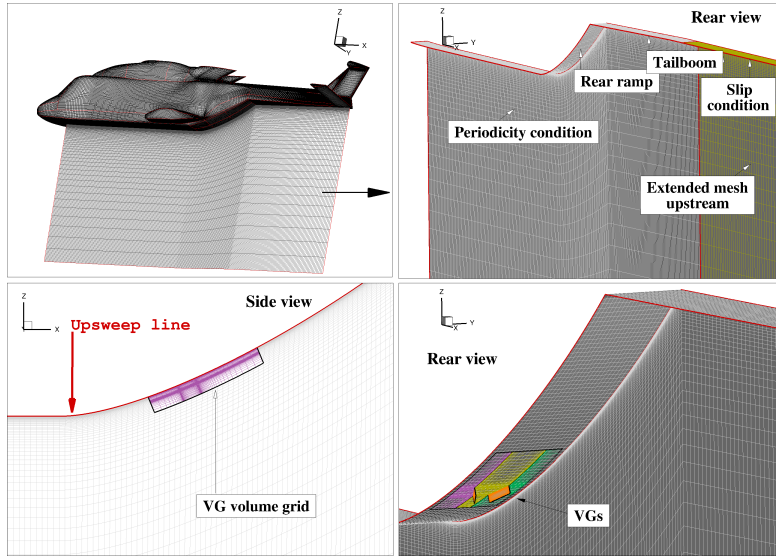 Z
X
Y
Z
Y
X
Rear view
Tailboom
Rear ramp
Slip
condition
Periodicity condition
Extended mesh
upstream
Z
X
Side view
Upsweep line
VG volume grid
Z
Y
X
Rear view
VGs